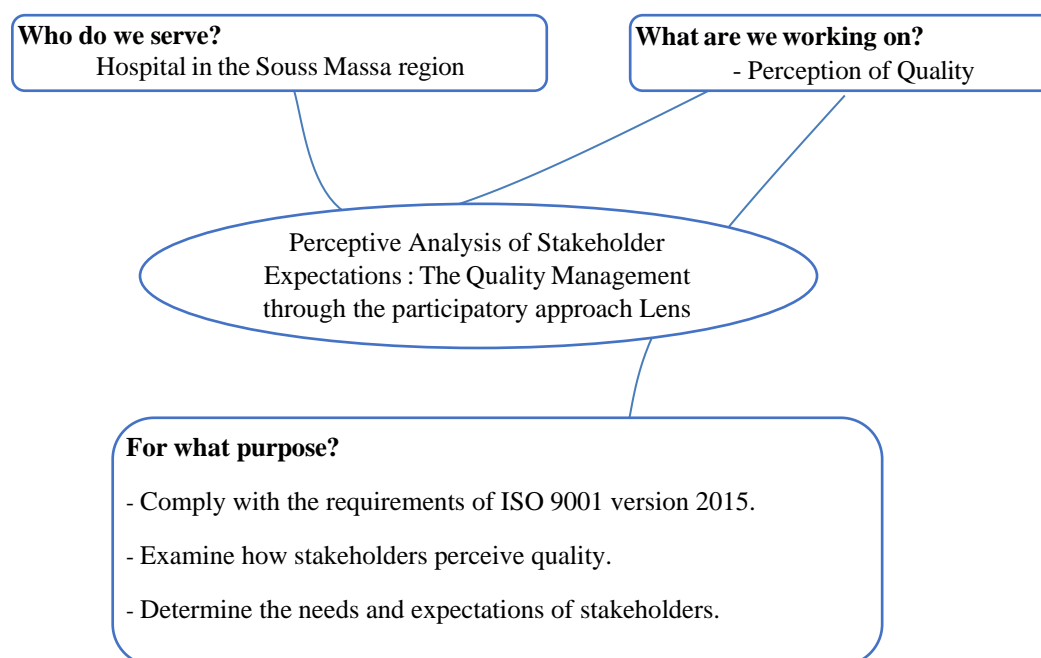 Who do we serve?
Hospital in the Souss Massa region
What are we working on?
- Perception of Quality
Perceptive Analysis of Stakeholder
Expectations : The Quality Management
through the participatory approach Lens
For what purpose?
- Comply with the requirements of ISO 9001 version 2015.
- Examine how stakeholders perceive quality.
- Determine the needs and expectations of stakeholders.